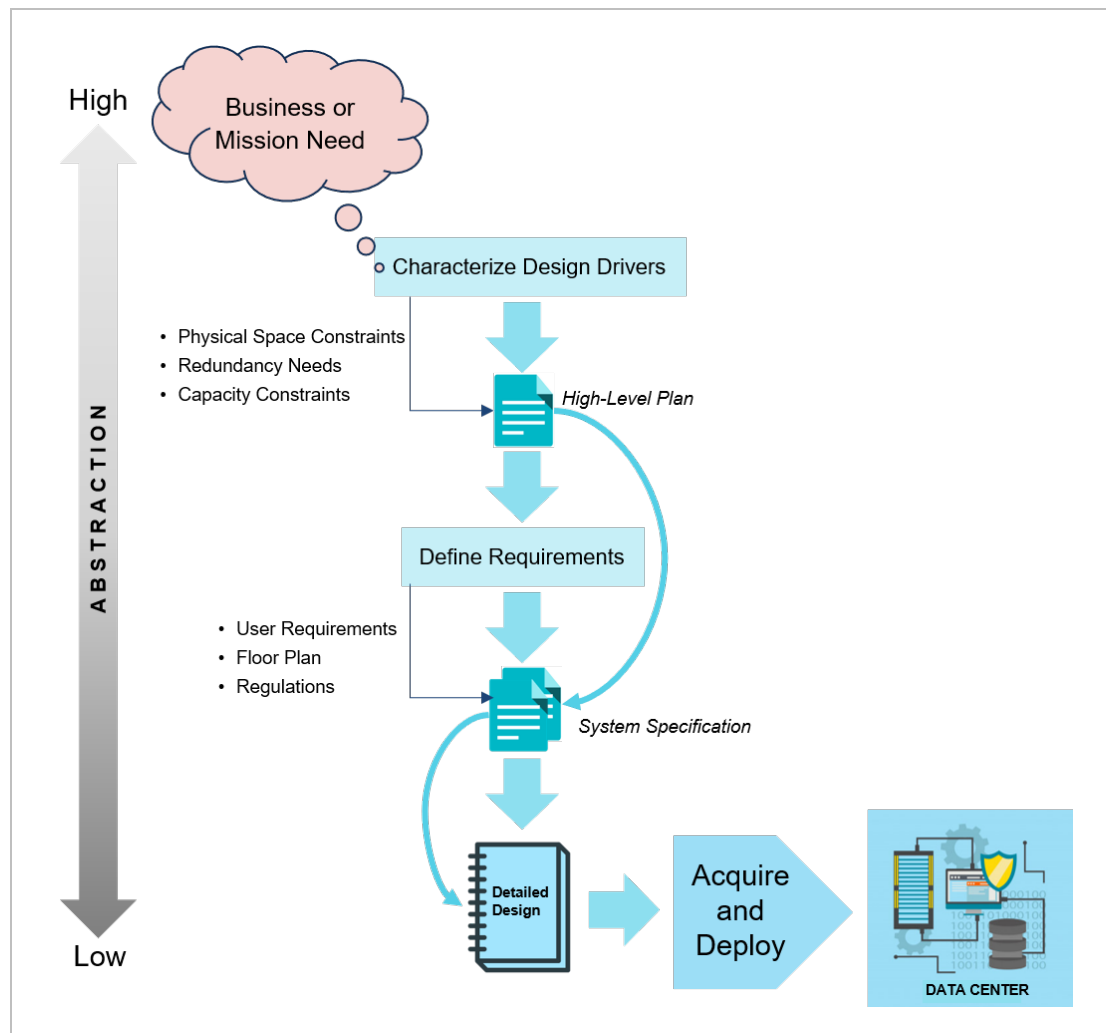 High
Business or
Mission Need
Characterize Design Drivers
• Physical Space Constraints
• Redundancy Needs
• Capacity Constraints
High-Level Plan
ABSTRACTION
Define Requirements
• User Requirements
• Floor Plan
• Regulations
System Specification
Detailed
Design
Acquire
and
Deploy
Low
DATA CENTER